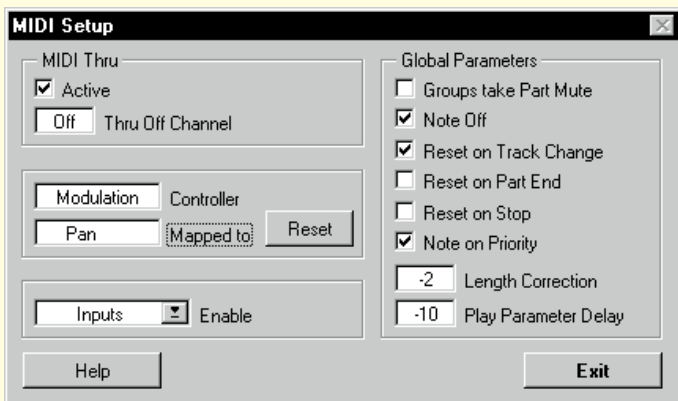 MIDI Setup
MIDI Thru
Active
Off Thru Off Channel
Modulation Controller
Pan Mapped to Reset
Inputs Enable
Help
Global Parameters
Groups take Part Mute
Note Off
Reset on Track Change
Reset on Part End
Reset on Stop
Note on Priority
-2 Length Correction
-10 Play Parameter Delay
Exit